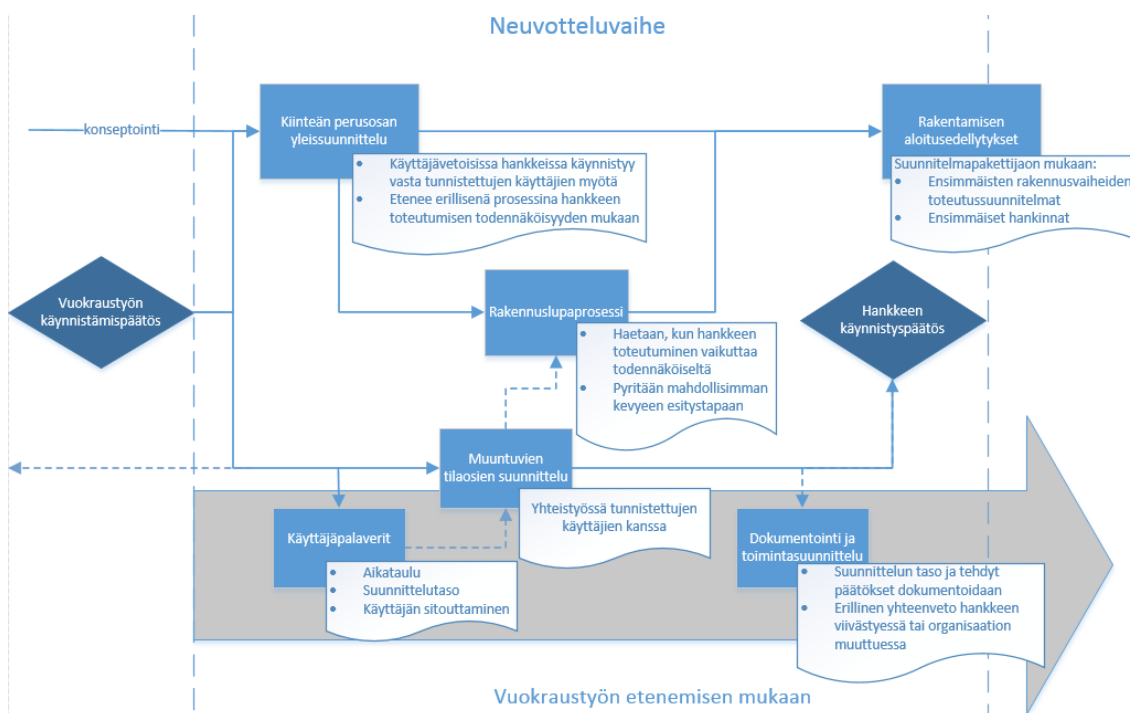 Neuvotteluvaihe
konseptointi
Kiinteän perusosan
yleissuunnittelu
• Käyttäjävetoisissa hankkeissa käynnistyy
vasta tunnistettujen käyttäjien myötä
• Etenee erillisenä prosessina hankkeen
toteutumisen todennäköisyyden mukaan
Rakentamisen
aloitusedellytykset
Suunnitelmapakettijaon mukaan:
• Ensimmäisten rakennusvaiheiden
toteutussuunnitelmat
• Ensimmäiset hankinnat
Vuokraustyön
käynnistämispäätös
Rakennuslupaprosessi
• Haetaan, kun hankkeen
toteutuminen vaikuttaa
todennäköiseltä
• Pyritään mahdollisimman
kevyeen esitystapaan
Hankkeen
käynnistyspäätös
Muuntuvien
tilaosien suunnittelu
Yhteistyössä tunnistettujen
käyttäjien kanssa
Käyttäjäpalaverit
• Aikataulu
• Suunnittelutaso
• Käyttäjän sitouttaminen
Dokumentointi ja
toimintasuunnittelu
• Suunnittelun taso ja tehdyt
päätökset dokumentoidaan
• Erillinen yhteenveto hankkeen
viivästyessä tai organisaation
muuttuessa
Vuokraustyön etenemisen mukaan